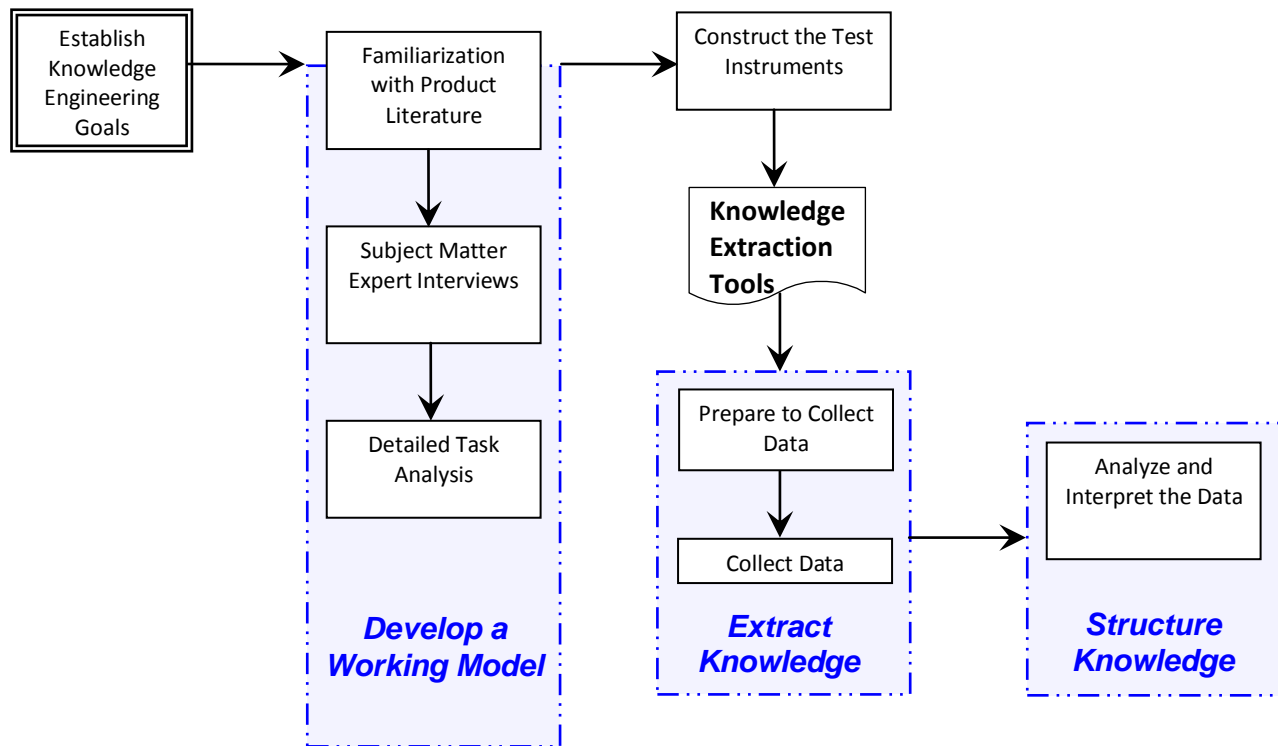 Establish
Knowledge
Engineering
Goals
Familiarization
with Product
Literature
Subject Matter
Expert Interviews
Detailed Task
Analysis
Develop a
Working Model
Construct the Test
Instruments
Knowledge
Extraction
Tools
Prepare to Collect
Data
Collect Data
Extract
Knowledge
Analyze and
Interpret the Data
Structure
Knowledge